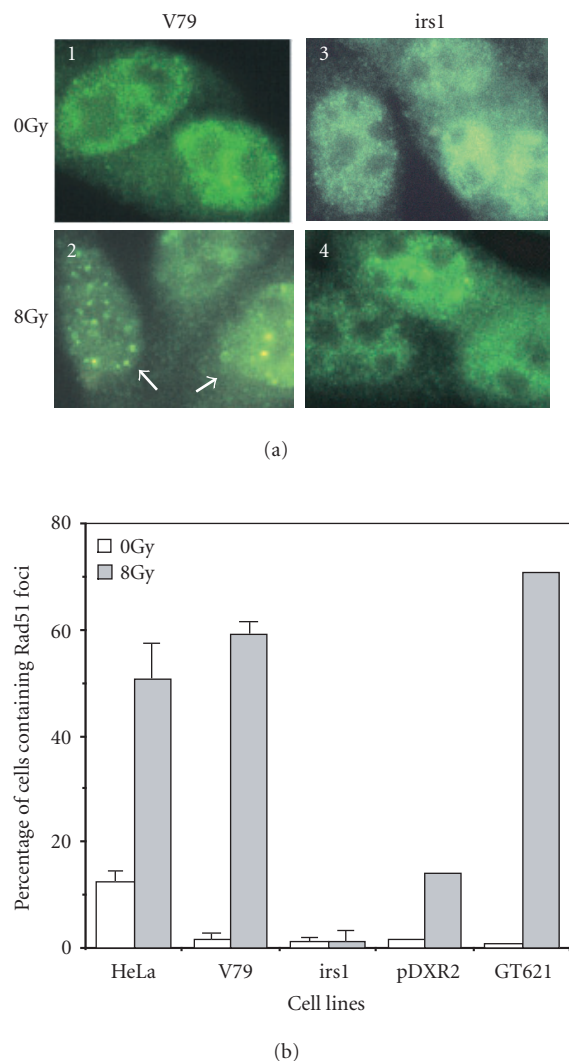 V79 irs1
1 3
0Gy
2 4
8Gy
(a)
80
0Gy
8Gy
60
40
20
0
Percentage of cells containing Rad51 foci
HeLa V79 irs1 pDXR2 GT621
Cell lines
(b)